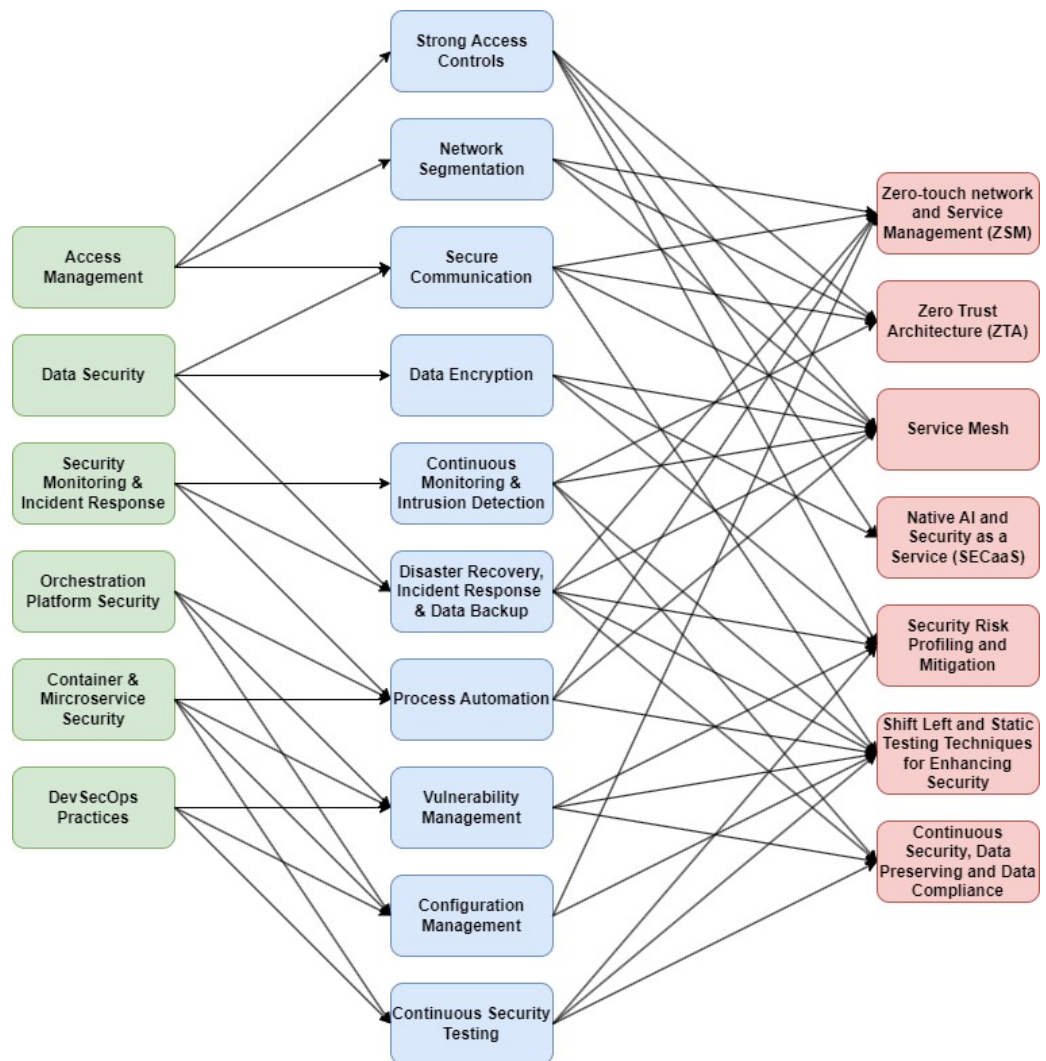 Access
Management
Data Security
Security
Monitoring &
Incident Response
Orchestration
Platform Security
Container &
Mircroservice
Security
DevSecOps
Practices
Strong Access
Controls
Network
Segmentation
Secure
Communication
Data Encryption
Continuous
Monitoring &
Intrusion Detection
Disaster Recovery,
Incident Response
& Data Backup
Process Automation
Vulnerability
Management
Configuration
Management
Continuous Security
Testing
Zero-touch network
and Service
Management (ZSM)
Zero Trust
Architecture (ZTA)
Service Mesh
Native AI and
Security as a
Service (SECaaS)
Security Risk
Profiling and
Mitigation
Shift Left and Static
Testing Techniques
for Enhancing
Security
Continuous
Security, Data
Preserving and Data
Compliance